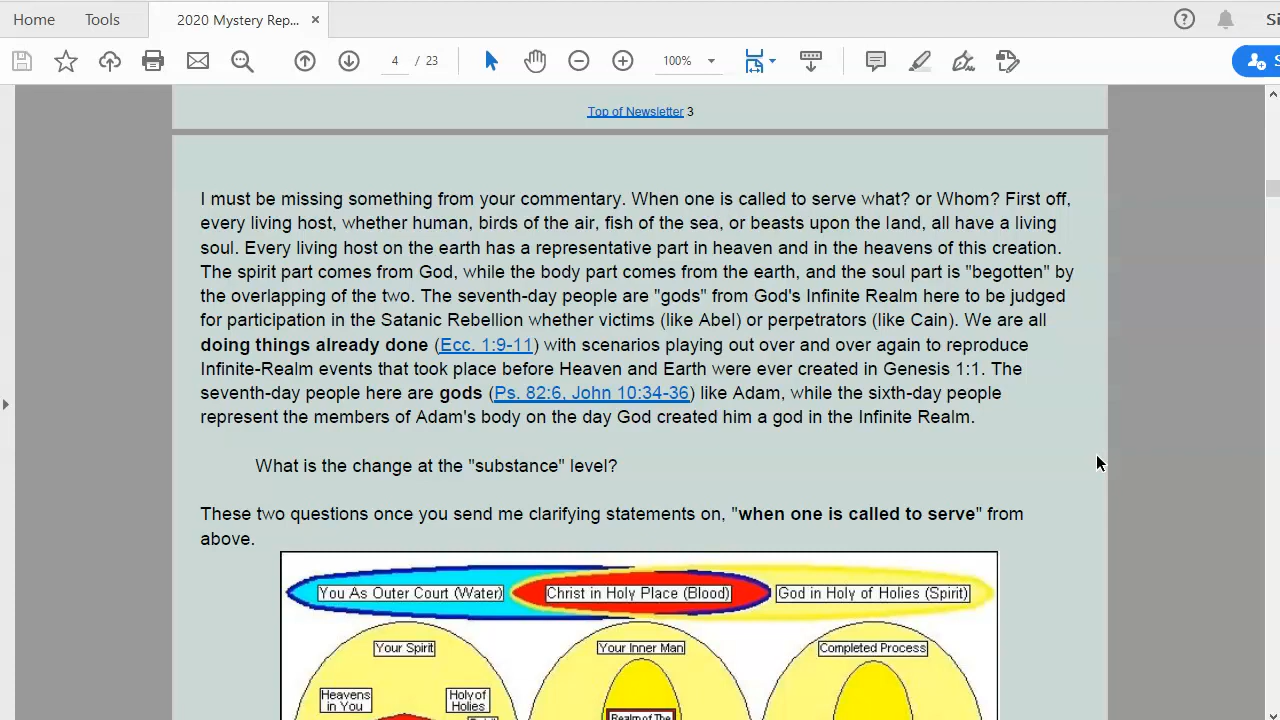 Home
Tools
2020 Mystery Rep...
4 / 23
100%
Top of Newsletter 3
I must be missing something from your commentary. When one is called to serve what? or Whom? First off,
every living host, whether human, birds of the air, fish of the sea, or beasts upon the land, all have a living
soul. Every living host on the earth has a representative part in heaven and in the heavens of this creation.
The spirit part comes from God, while the body part comes from the earth, and the soul part is "begotten" by
the overlapping of the two. The seventh-day people are "gods" from God's Infinite Realm here to be judged
for participation in the Satanic Rebellion whether victims (like Abel) or perpetrators (like Cain). We are all
doing things already done (Ecc. 1:9-11) with scenarios playing out over and over again to reproduce
Infinite-Realm events that took place before Heaven and Earth were ever created in Genesis 1:1. The
seventh-day people here are gods (Ps. 82:6, John 10:34-36) like Adam, while the sixth-day people
represent the members of Adam's body on the day God created him a god in the Infinite Realm.
What is the change at the "substance" level?
These two questions once you send me clarifying statements on, "when one is called to serve" from
above.
You As Outer Court (Water)
Christ in Holy Place (Blood)
God in Holy of Holies (Spirit)
Your Spirit
Your Inner Man
Completed Process
Heavens
in You
Holy of
Holies
Realm of The